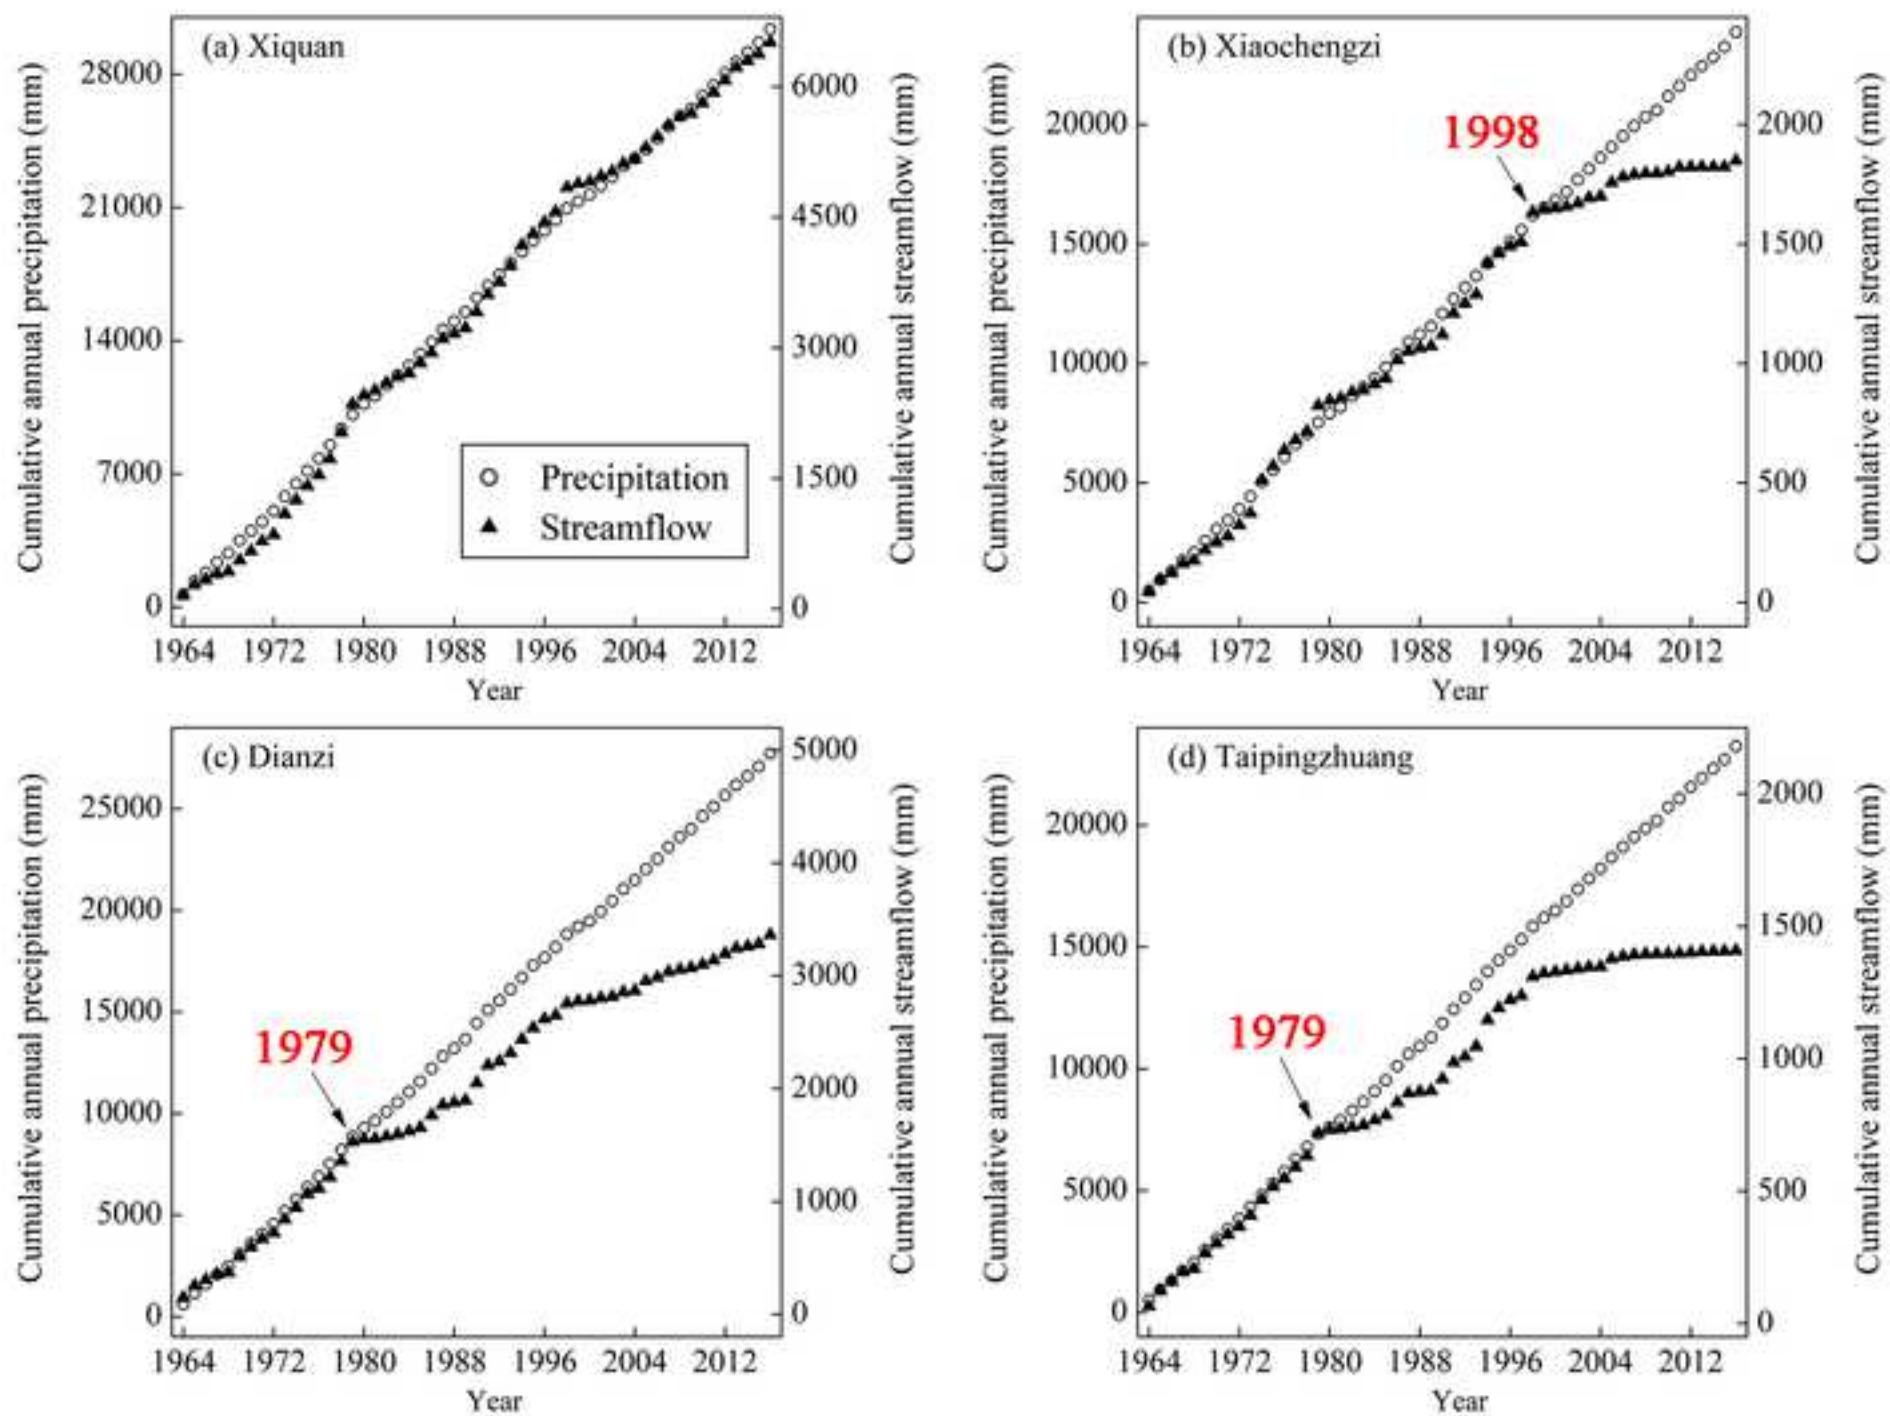 (a) Xiquan
Cumulative annual precipitation (mm)
28000
21000
14000
7000
0
6000
4500
3000
1500
0
Cumulative annual streamflow (mm)
Precipitation
Streamflow
1964 1972 1980 1988 1996 2004 2012
Year
(b) Xiaochengzi
Cumulative annual precipitation (mm)
20000
15000
10000
5000
0
1998
2000
1500
1000
500
0
Cumulative annual streamflow (mm)
1964 1972 1980 1988 1996 2004 2012
Year
(c) Dianzi
Cumulative annual precipitation (mm)
25000
20000
15000
10000
5000
0
1979
5000
4000
3000
2000
1000
0
Cumulative annual streamflow (mm)
1964 1972 1980 1988 1996 2004 2012
Year
(d) Taipingzhuang
Cumulative annual precipitation (mm)
20000
15000
10000
5000
0
1979
2000
1500
1000
500
0
Cumulative annual streamflow (mm)
1964 1972 1980 1988 1996 2004 2012
Year